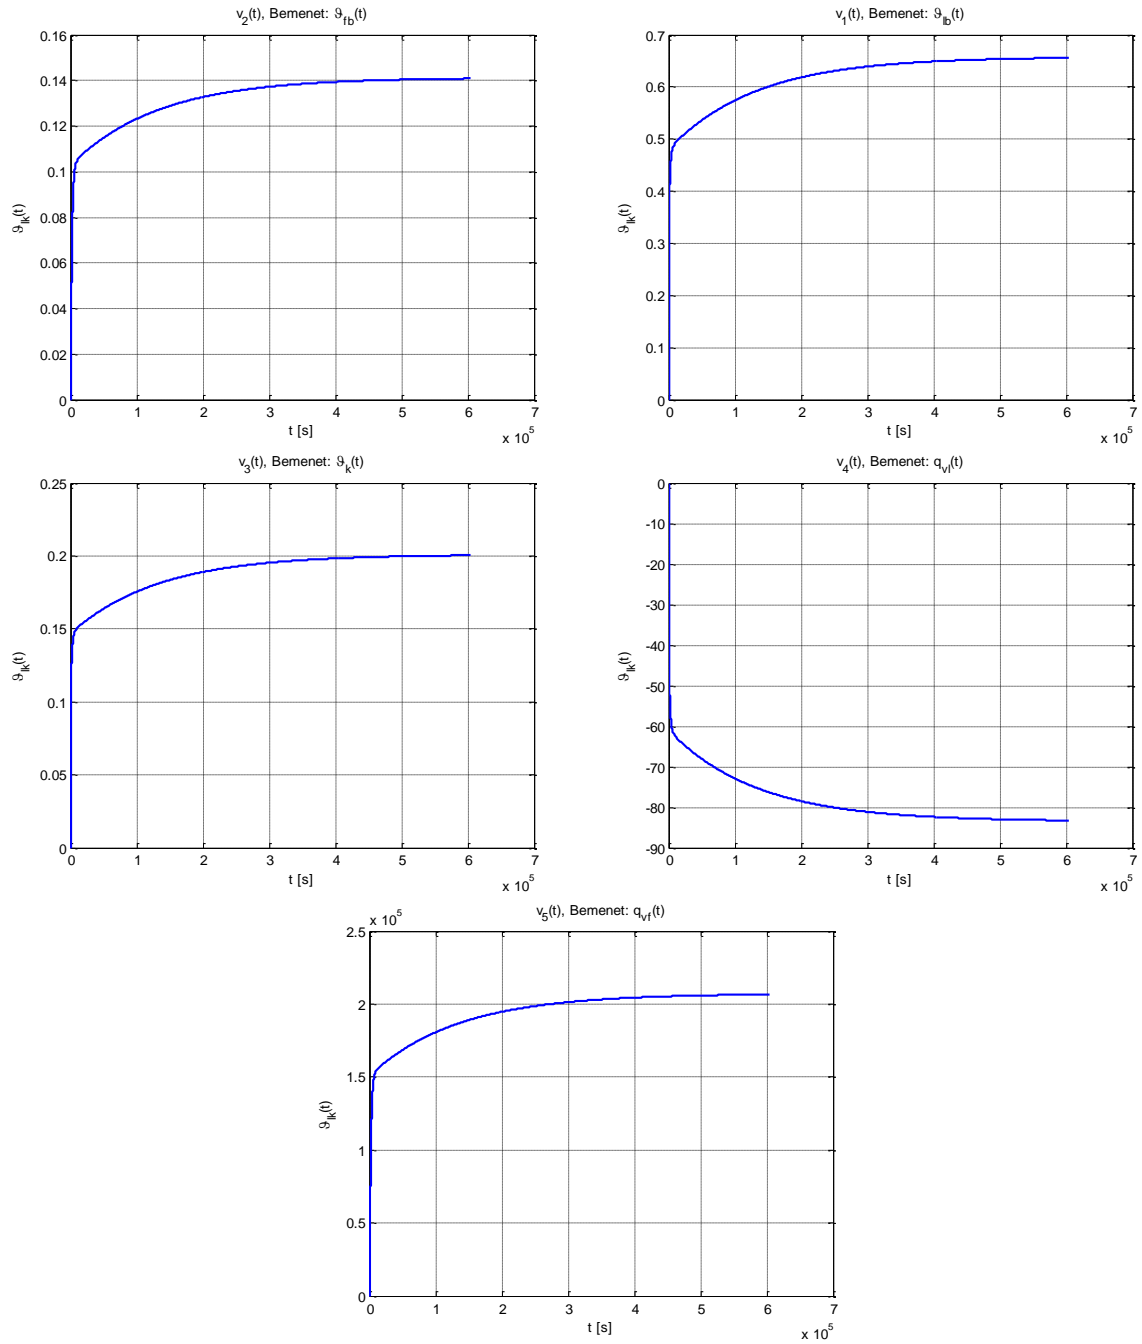 v2(t), Bemenet: ϑfb(t)
0.16
0.14
0.12
0.1
0.08
0.06
0.04
0.02
0
ϑlk(t)
0 1 2 3 4 5 6 7
t [s]
x 10^5
v1(t), Bemenet: ϑlb(t)
0.7
0.6
0.5
0.4
0.3
0.2
0.1
0
ϑlk(t)
0 1 2 3 4 5 6 7
t [s]
x 10^5
v3(t), Bemenet: ϑk(t)
0.25
0.2
0.15
0.1
0.05
0
ϑlk(t)
0 1 2 3 4 5 6 7
t [s]
x 10^5
v4(t), Bemenet: qvl(t)
0
-10
-20
-30
-40
-50
-60
-70
-80
-90
ϑlk(t)
0 1 2 3 4 5 6 7
t [s]
x 10^5
v5(t), Bemenet: qvf(t)
x 10^5
2.5
2
1.5
1
0.5
0
ϑlk(t)
0 1 2 3 4 5 6 7
t [s]
x 10^5